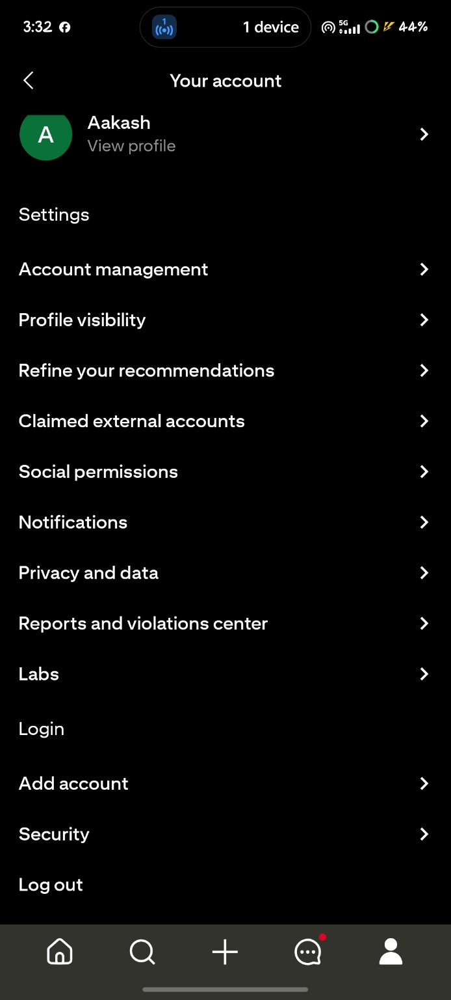 3:32
1
1 device
5G
44%
Your account
A
Aakash
View profile
Settings
Account management
Profile visibility
Refine your recommendations
Claimed external accounts
Social permissions
Notifications
Privacy and data
Reports and violations center
Labs
Login
Add account
Security
Log out